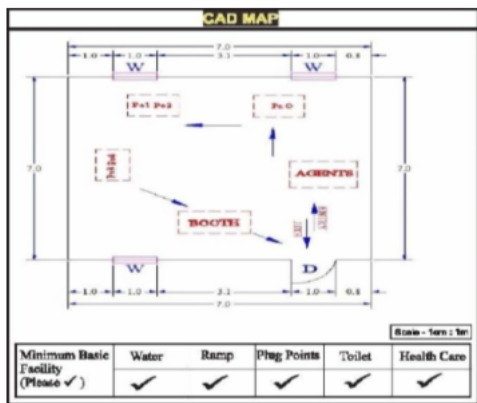 CAD MAP
7.0
1.0 1.0 3.1 1.0 0.8
W W
Po1 Po2 Pr.O
7.0 7.0
AGENTS
BOOTH
ENTRY
EXIT
W D
1.0 1.0 3.1 1.0 0.8
7.0
Scale - 1cm : 1m
Minimum Basic Facility (Please ✓) Water Ramp Plug Points Toilet Health Care
✓ ✓ ✓ ✓ ✓